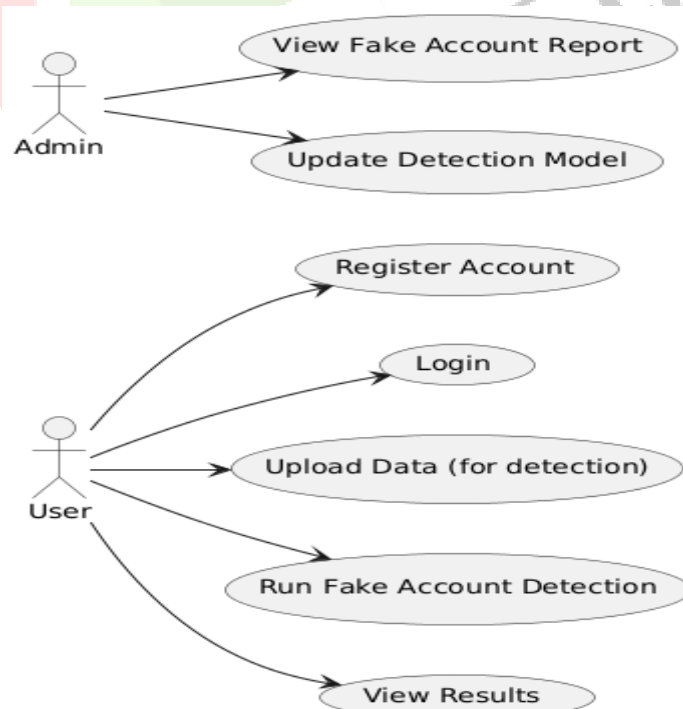 View Fake Account Report
Admin
Update Detection Model
Register Account
Login
Upload Data (for detection)
User
Run Fake Account Detection
View Results